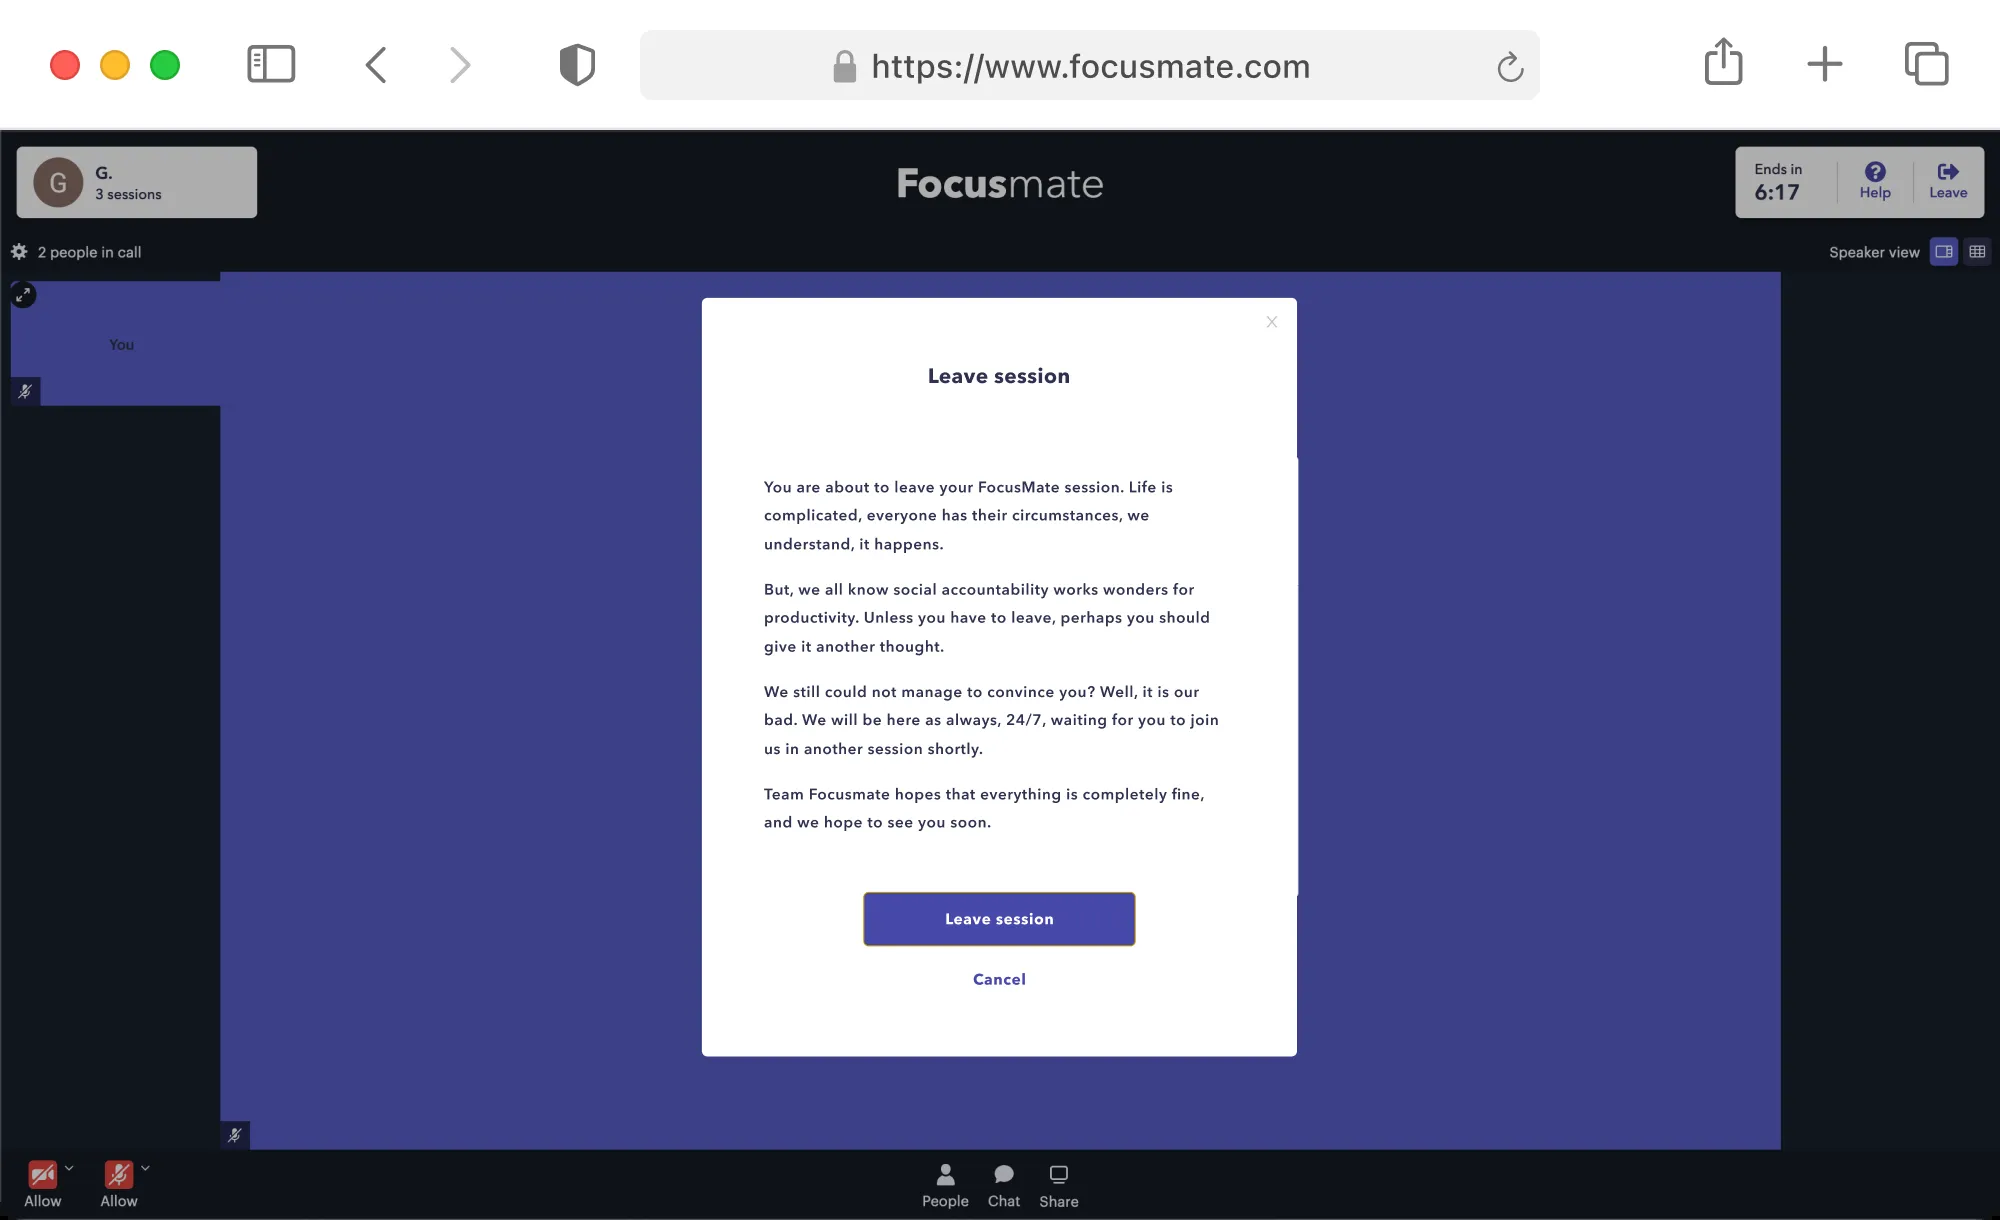 https://www.focusmate.com
G
G.
3 sessions
Focusmate
Ends in
6:17
Help
Leave
2 people in call
Speaker view
You
Leave session
You are about to leave your FocusMate session. Life is
complicated, everyone has their circumstances, we
understand, it happens.
But, we all know social accountability works wonders for
productivity. Unless you have to leave, perhaps you should
give it another thought.
We still could not manage to convince you? Well, it is our
bad. We will be here as always, 24/7, waiting for you to join
us in another session shortly.
Team Focusmate hopes that everything is completely fine,
and we hope to see you soon.
Leave session
Cancel
Allow
Allow
People
Chat
Share